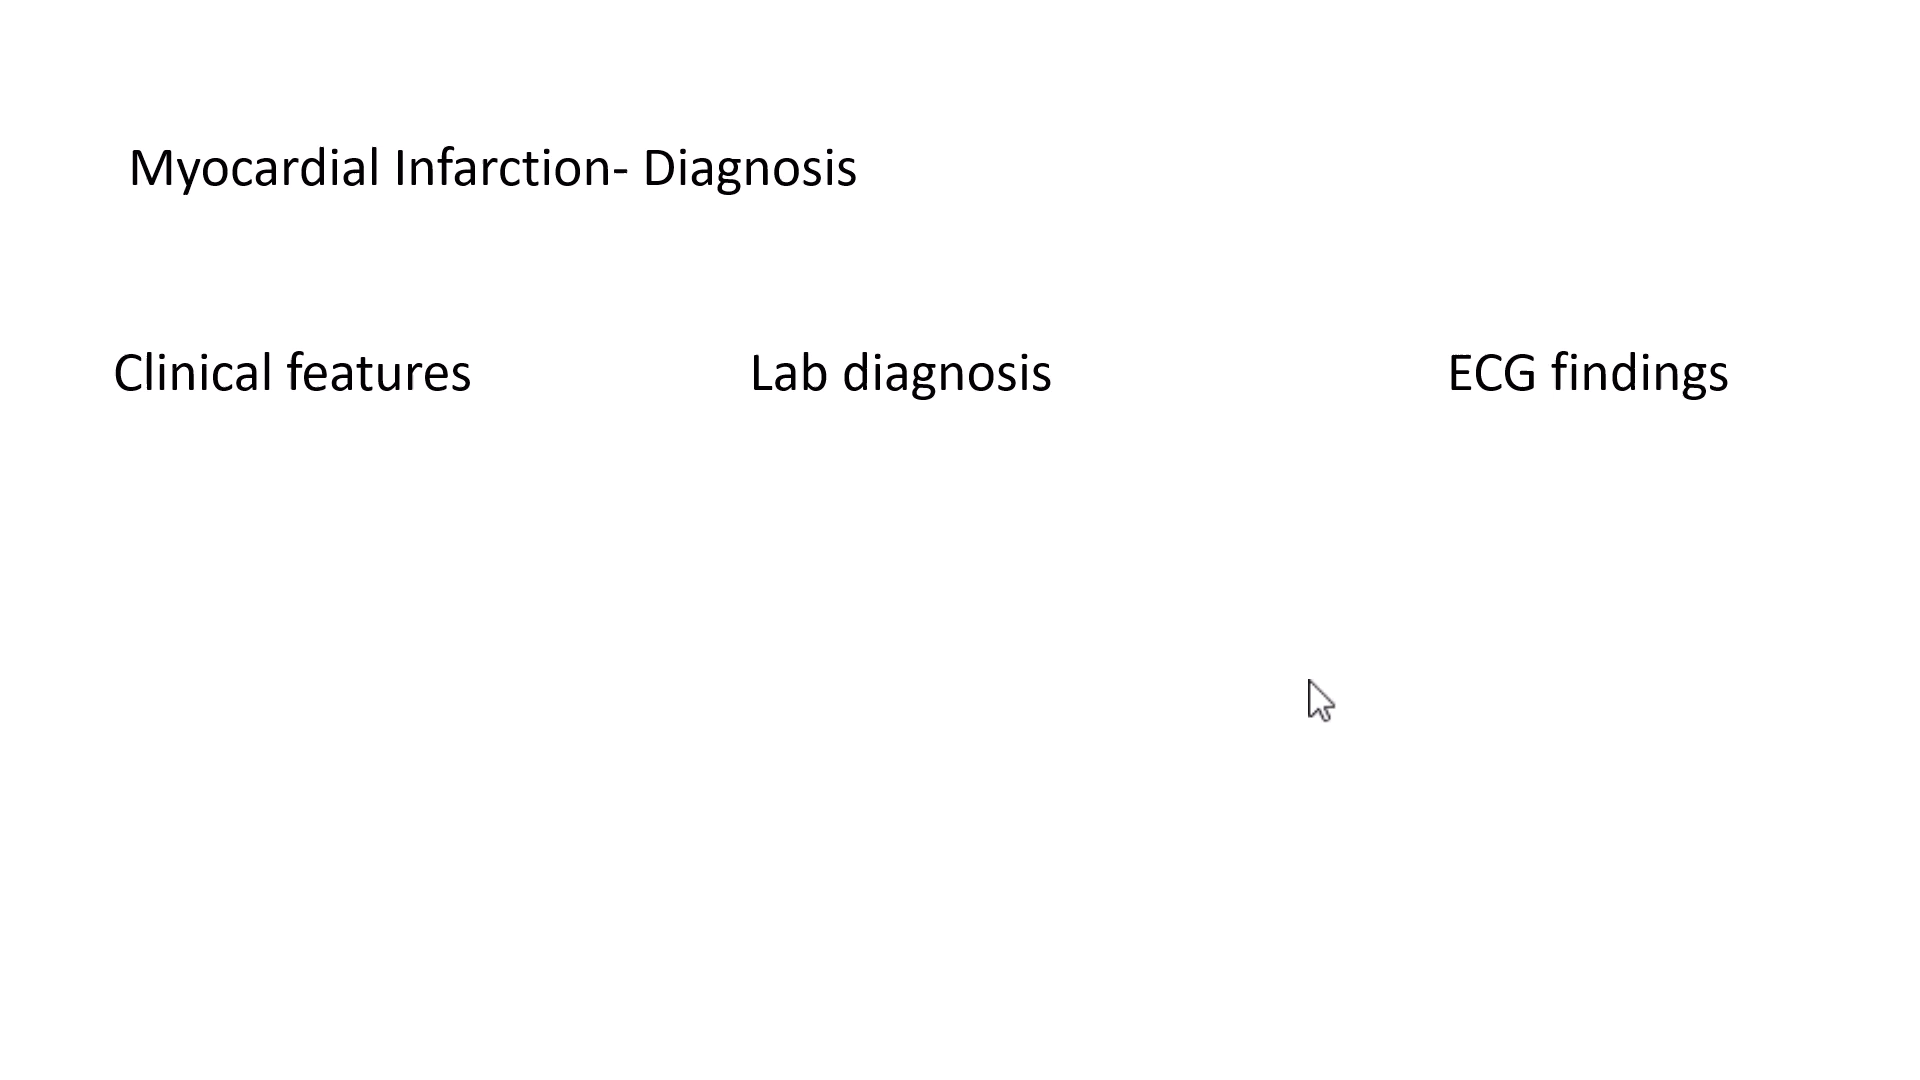 Myocardial Infarction- Diagnosis
Clinical features
Lab diagnosis
ECG findings